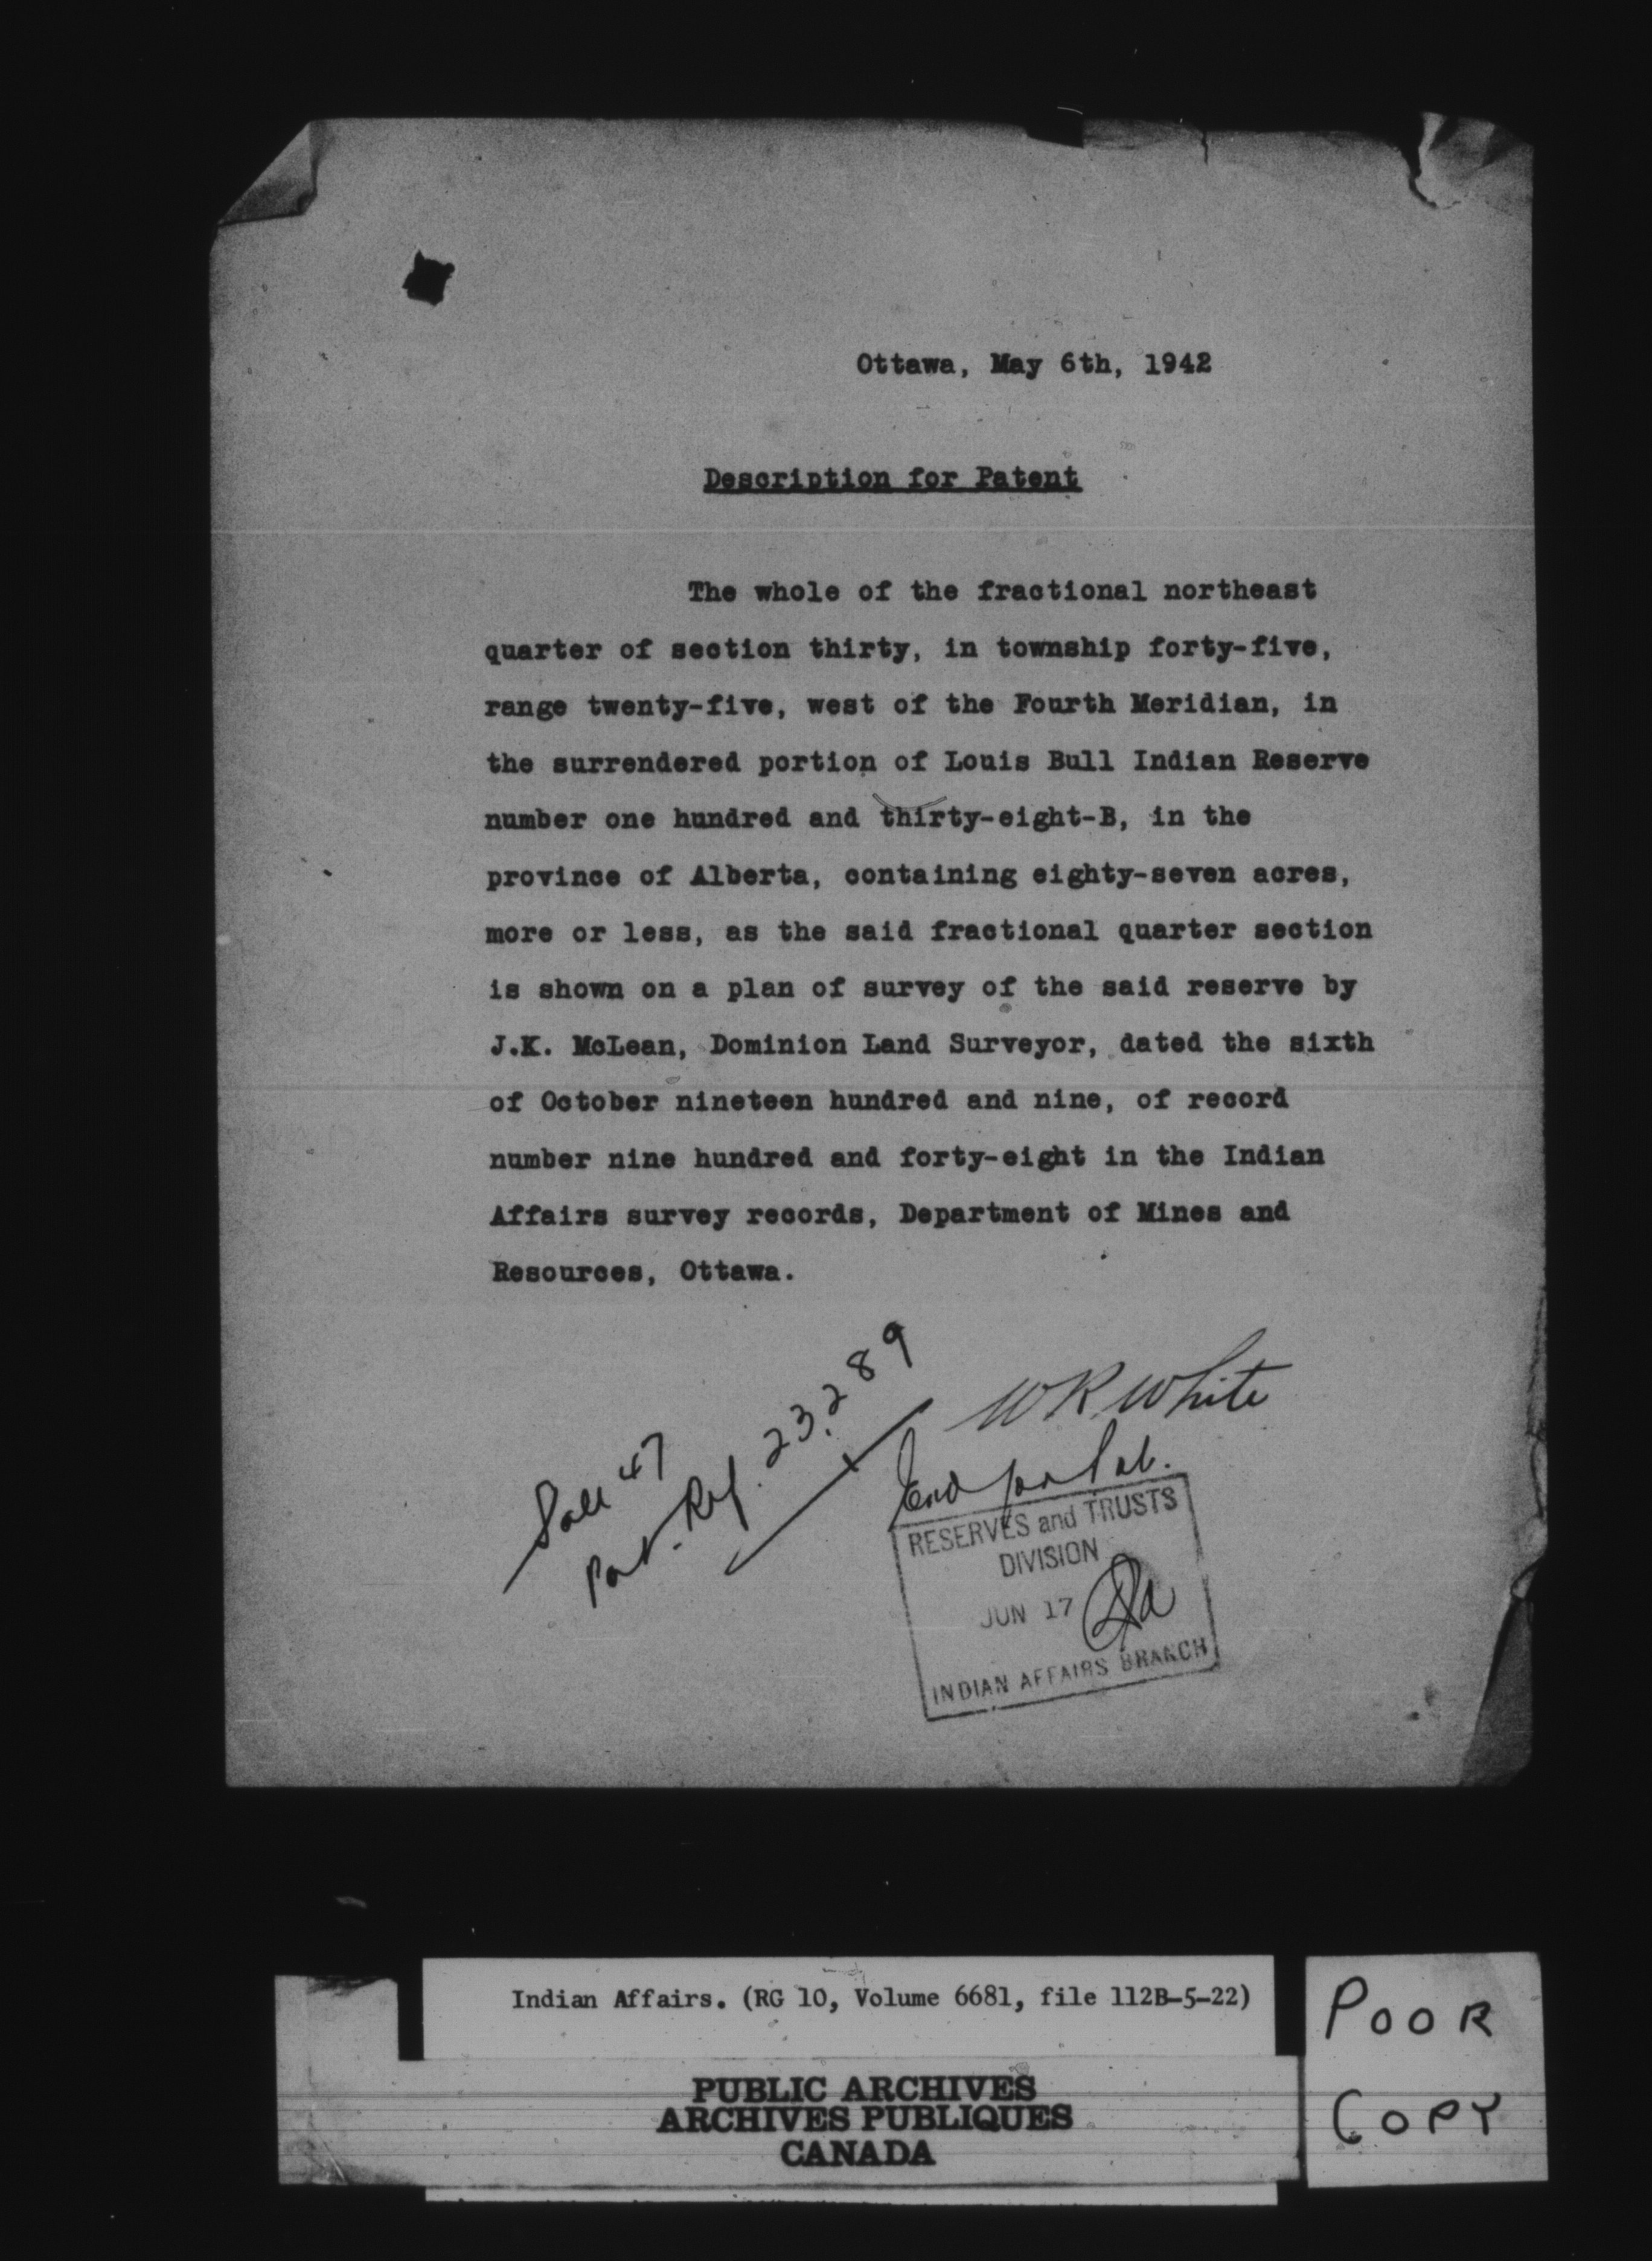 Ottawa, May 6th, 1942
Description for Patent
The whole of the fractional northeast
quarter of section thirty, in township forty-five,
range twenty-five, west of the Fourth Meridian, in
the surrendered portion of Louis Bull Indian Reserve
number one hundred and thirty-eight-B, in the
province of Alberta, containing eighty-seven acres,
more or less, as the said fractional quarter section
is shown on a plan of survey of the said reserve by
J.K. McLean, Dominion Land Surveyor, dated the sixth
of October nineteen hundred and nine, of record
number nine hundred and forty-eight in the Indian
Affairs survey records, Department of Mines and
Resources, Ottawa.
Sale 47
Pat. Ref. 23,289
WR White
RESERVES and TRUSTS
DIVISION
JUN 17
INDIAN AFFAIRS BRANCH
Indian Affairs. (RG 10, Volume 6681, file 112B-5-22)
PUBLIC ARCHIVES
ARCHIVES PUBLIQUES
CANADA
POOR
COPY